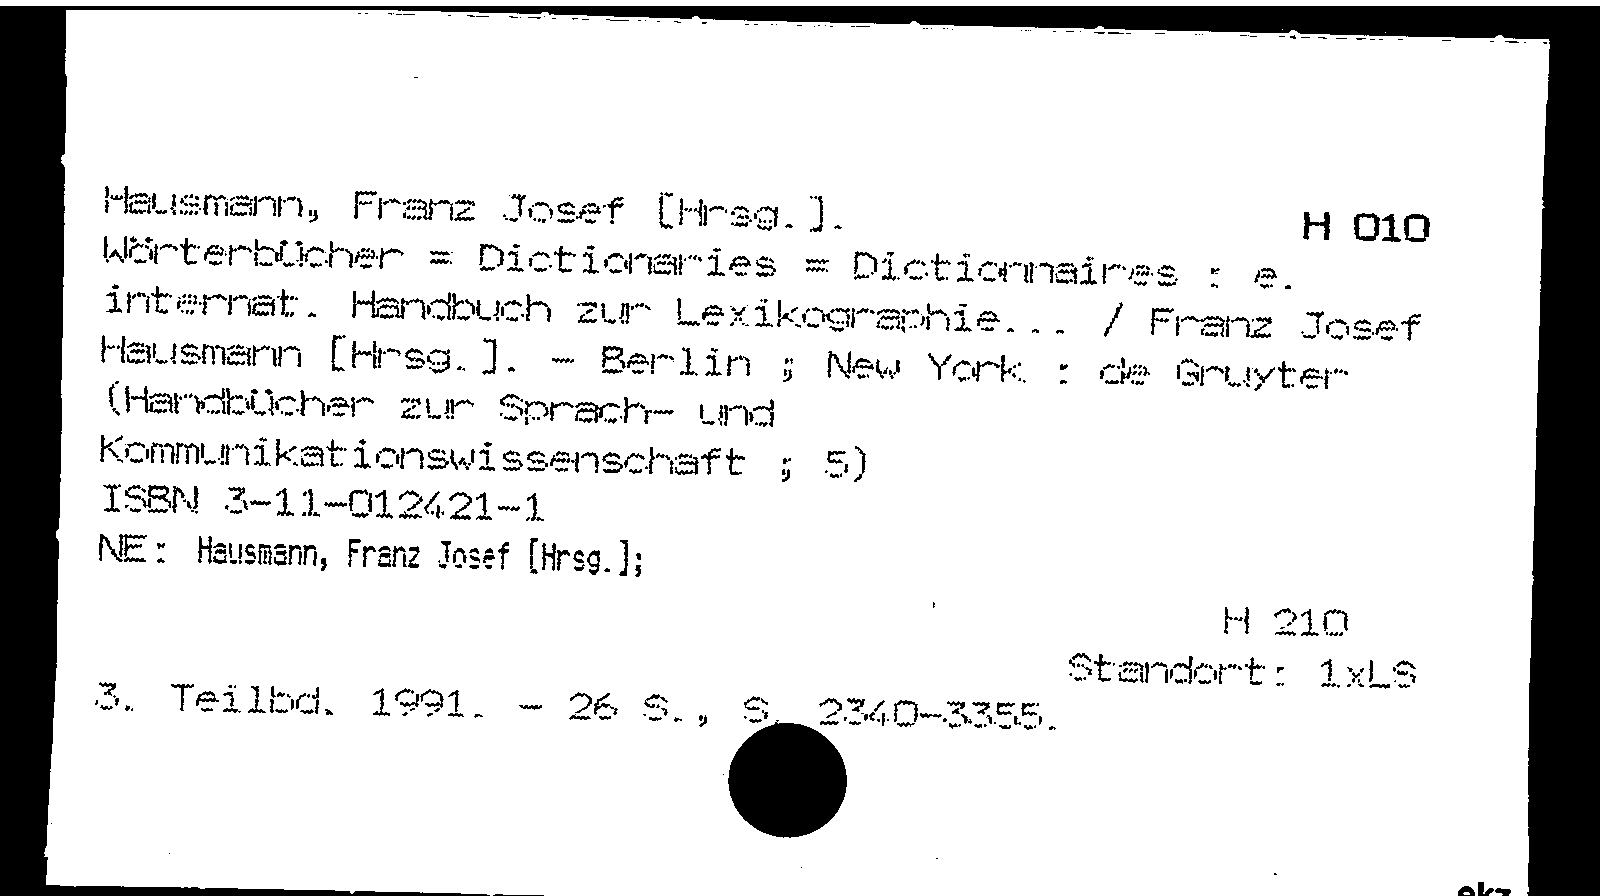 Hausmann, Franz Josef [Hrsg.].
H 010
Wörterbücher = Dictionaries = Dictionnaires : e.
internat. Handbuch zur Lexikographie... / Franz Josef
Hausmann [Hrsg.]. - Berlin ; New York : de Gruyter
(Handbücher zur Sprach- und
Kommunikationswissenschaft ; 5)
ISBN 3-11-012421-1
NE: Hausmann, Franz Josef [Hrsg.];
H 210
Standort: 1xLS
3. Teilbd. 1991. - 26 S., S. 2340-3355.
ekz